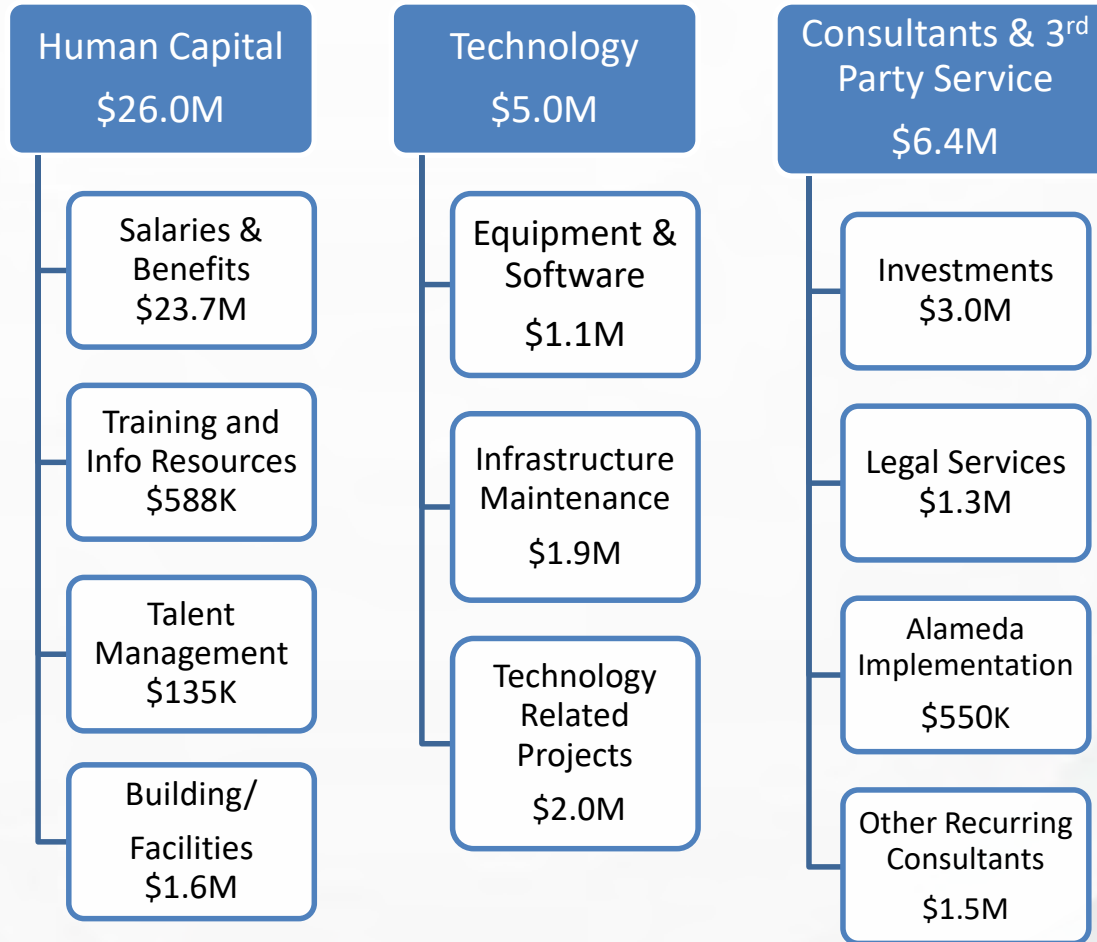 Human Capital
$26.0M
Salaries &
Benefits
$23.7M
Training and
Info Resources
$588K
Talent
Management
$135K
Building/
Facilities
$1.6M
Technology
$5.0M
Equipment &
Software
$1.1M
Infrastructure
Maintenance
$1.9M
Technology
Related
Projects
$2.0M
Consultants & 3rd
Party Service
$6.4M
Investments
$3.0M
Legal Services
$1.3M
Alameda
Implementation
$550K
Other Recurring
Consultants
$1.5M